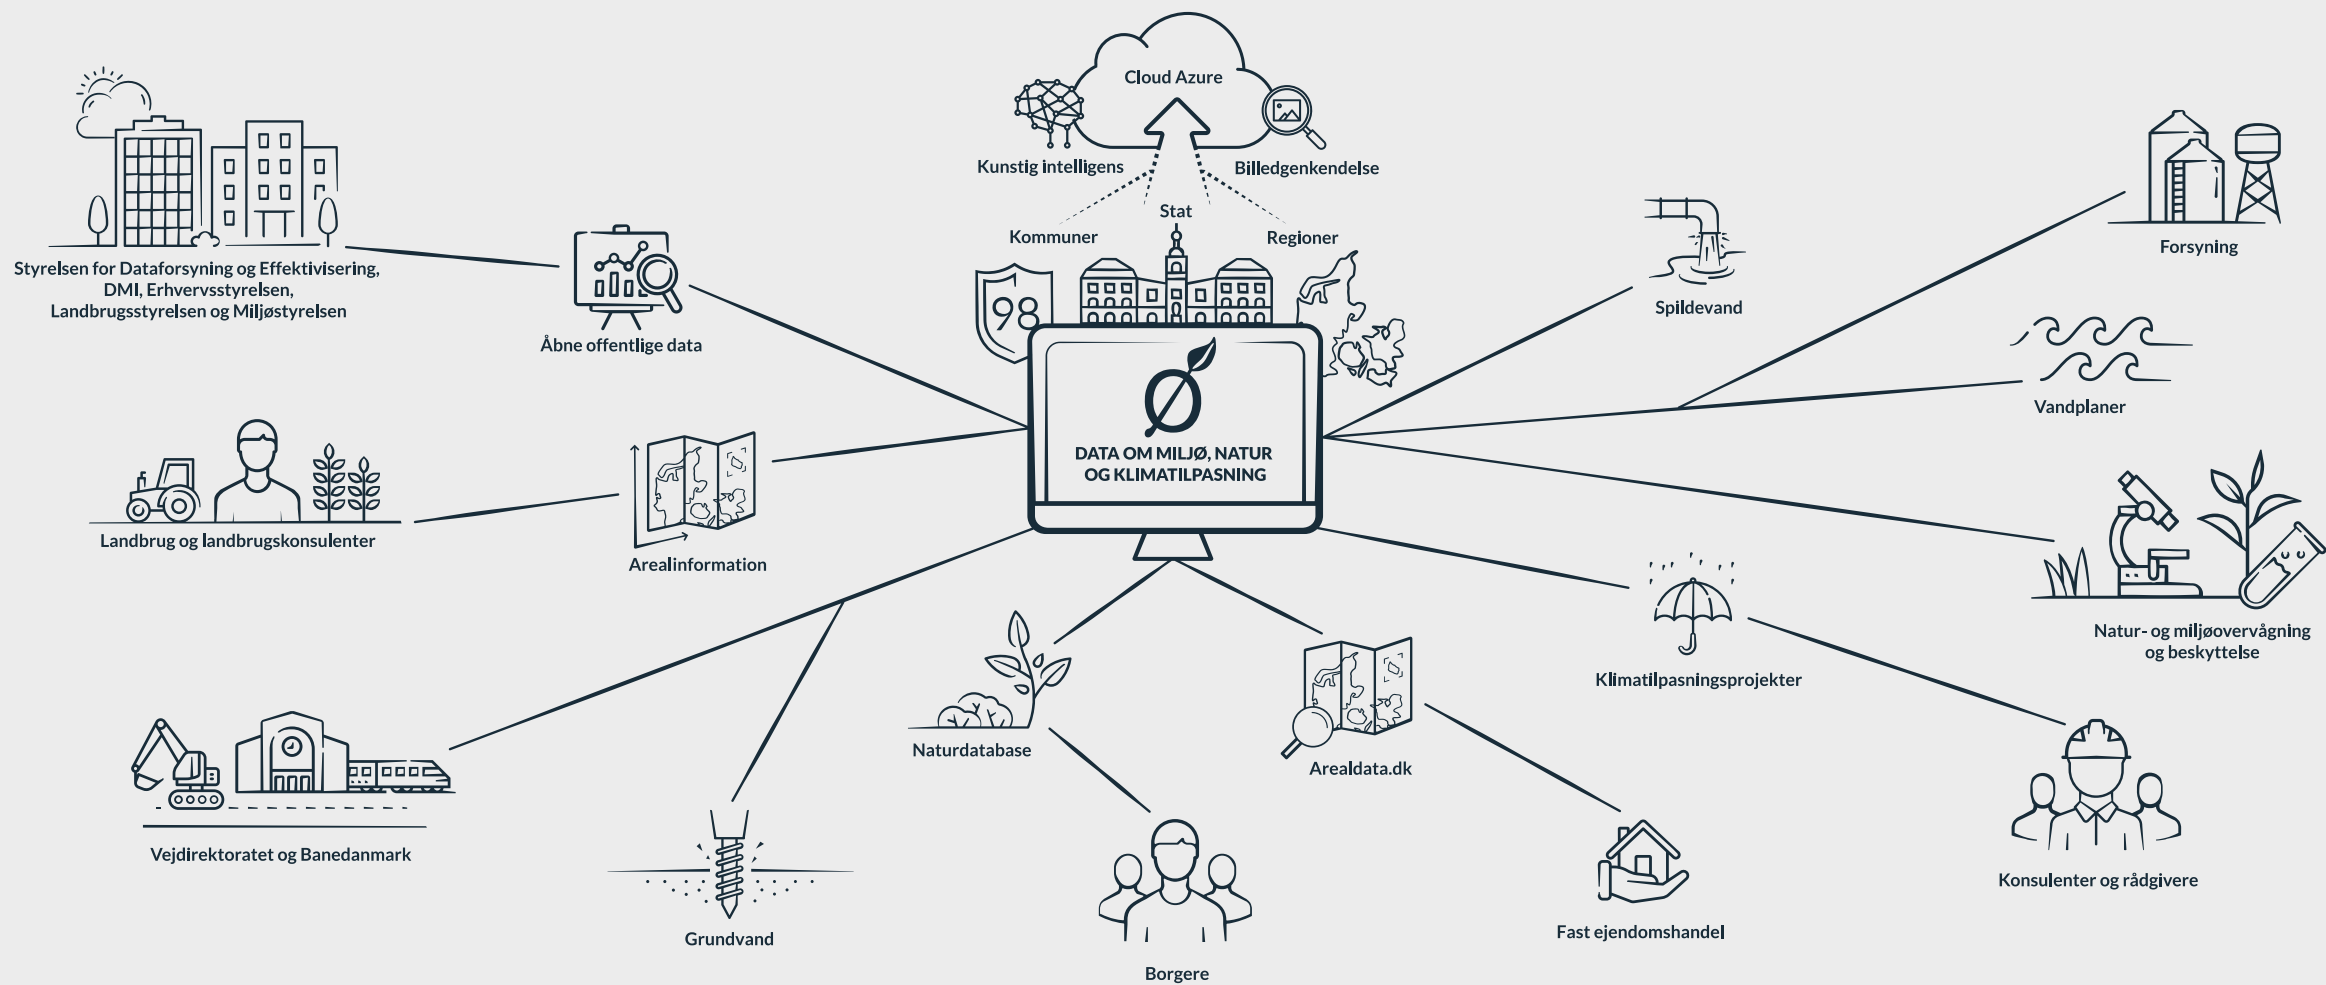 Cloud Azure
Kunstig intelligens
Billedgenkendelse
Stat
Kommuner
Regioner
98
Ø
DATA OM MILJØ, NATUR
OG KLIMATILPASNING
Styrelsen for Dataforsyning og Effektivisering,
DMI, Erhvervsstyrelsen,
Landbrugsstyrelsen og Miljøstyrelsen
Åbne offentlige data
Spildevand
Forsyning
Vandplaner
Landbrug og landbrugskonsulenter
Arealinformation
Natur- og miljøovervågning
og beskyttelse
Klimatilpasningsprojekter
Naturdatabase
Arealdata.dk
Vejdirektoratet og Banedanmark
Grundvand
Borgere
Fast ejendomshandel
Konsulenter og rådgivere